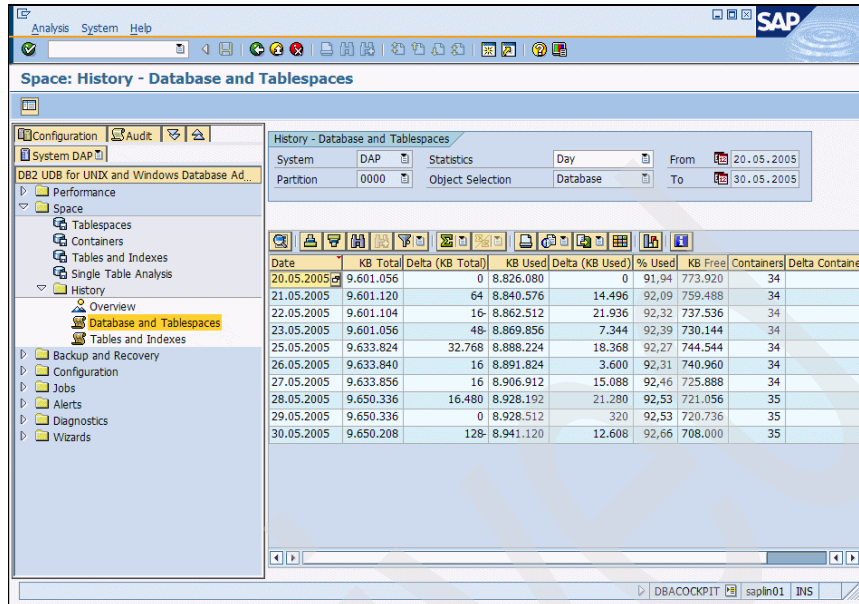 Analysis System Help
SAP
Space: History - Database and Tablespaces
Configuration Audit
System DAP
DB2 UDB for UNIX and Windows Database Ad...
Performance
Space
Tablespaces
Containers
Tables and Indexes
Single Table Analysis
History
Overview
Database and Tablespaces
Tables and Indexes
Backup and Recovery
Configuration
Jobs
Alerts
Diagnostics
Wizards
History - Database and Tablespaces
System DAP Statistics Day From 20.05.2005
Partition 0000 Object Selection Database To 30.05.2005
Date KB Total Delta (KB Total) KB Used Delta (KB Used) % Used KB Free Containers Delta Containe
20.05.2005 9.601.056 0 8.826.080 0 91,94 773.920 34
21.05.2005 9.601.120 64 8.840.576 14.496 92,09 759.488 34
22.05.2005 9.601.104 16- 8.862.512 21.936 92,32 737.536 34
23.05.2005 9.601.056 48- 8.869.856 7.344 92,39 730.144 34
25.05.2005 9.633.824 32.768 8.888.224 18.368 92,27 744.544 34
26.05.2005 9.633.840 16 8.891.824 3.600 92,31 740.960 34
27.05.2005 9.633.856 16 8.906.912 15.088 92,46 725.888 34
28.05.2005 9.650.336 16.480 8.928.192 21.280 92,53 721.056 35
29.05.2005 9.650.336 0 8.928.512 320 92,53 720.736 35
30.05.2005 9.650.208 128- 8.941.120 12.608 92,66 708.000 35
DBACOCKPIT saplin01 INS